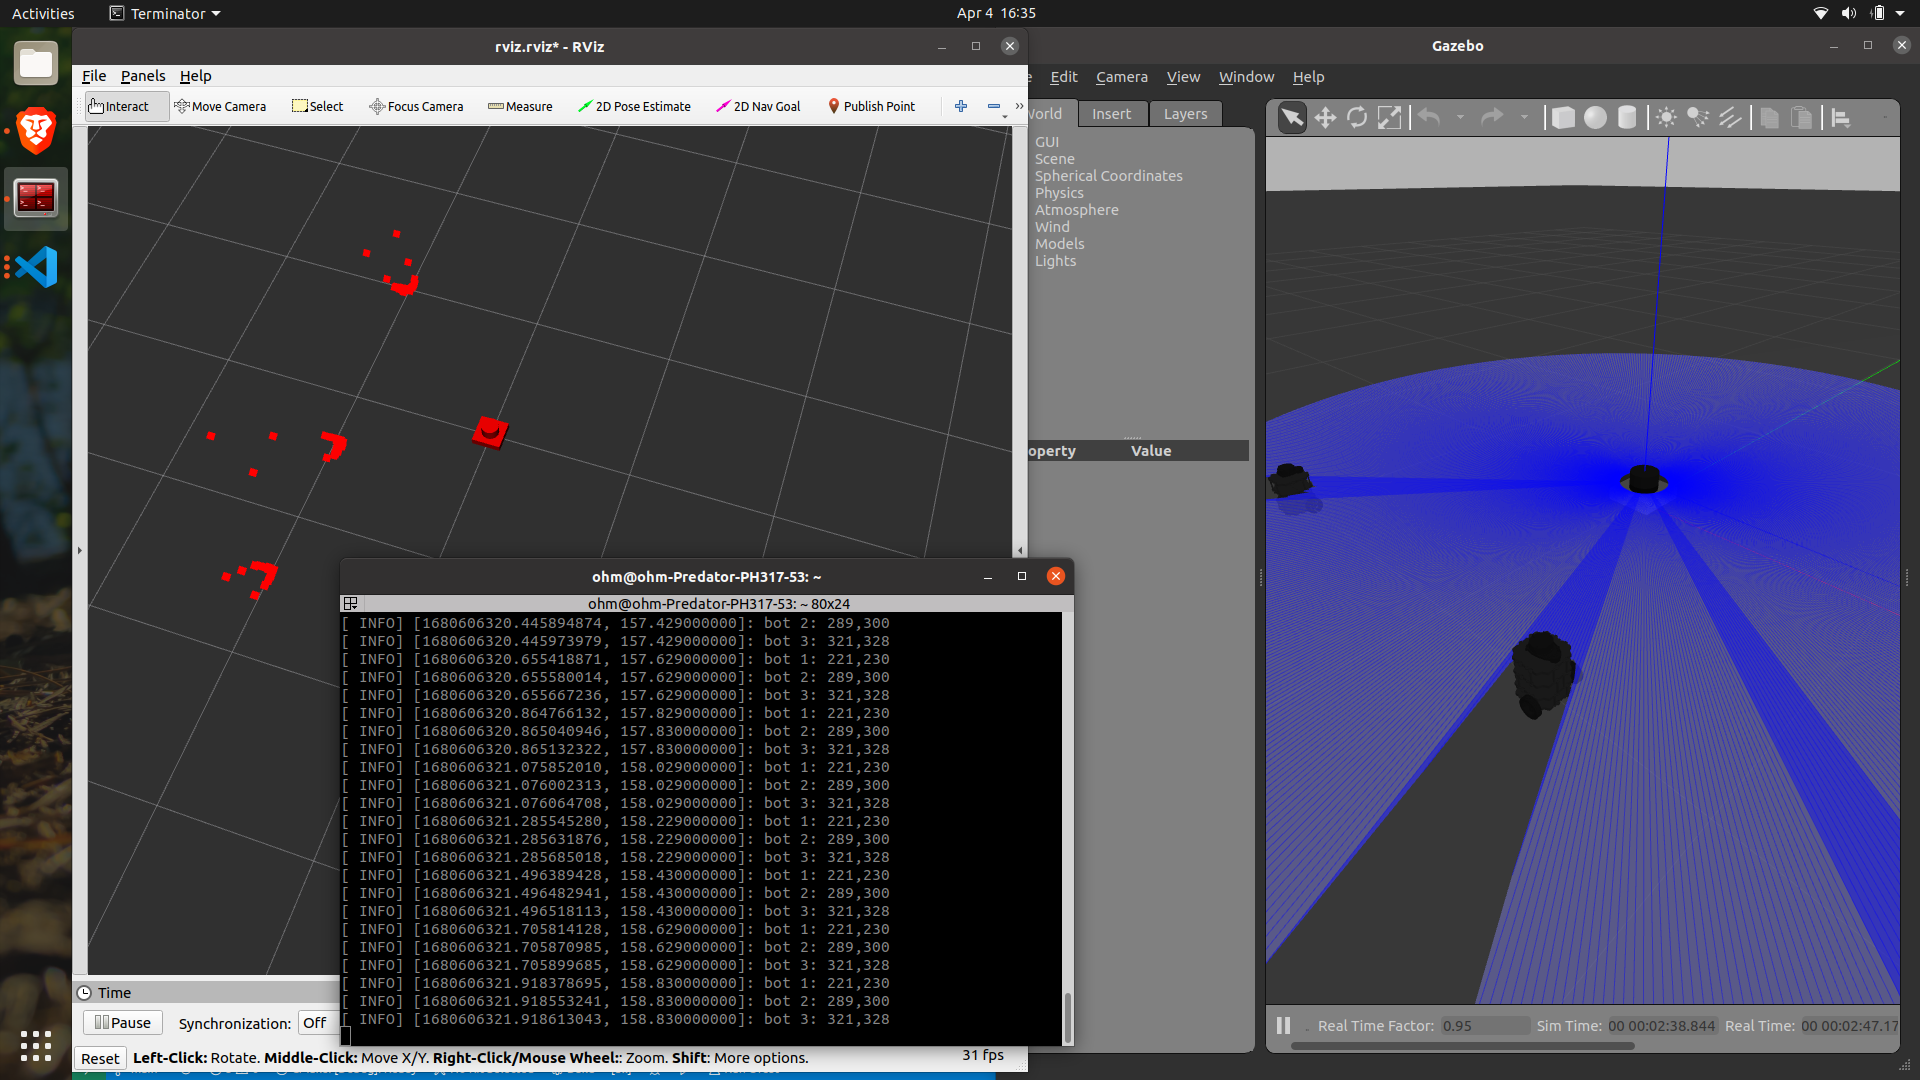 Activities
Terminator
Apr 4 16:35
rviz.rviz* - RViz
File Panels Help
Interact Move Camera Select Focus Camera Measure 2D Pose Estimate 2D Nav Goal Publish Point
Gazebo
Edit Camera View Window Help
Insert Layers
GUI
Scene
Spherical Coordinates
Physics
Atmosphere
Wind
Models
Lights
operty Value
ohm@ohm-Predator-PH317-53: ~
ohm@ohm-Predator-PH317-53: ~ 80x24
[ INFO] [1680606320.445894874, 157.429000000]: bot 2: 289,300
[ INFO] [1680606320.445973979, 157.429000000]: bot 3: 321,328
[ INFO] [1680606320.655418871, 157.629000000]: bot 1: 221,230
[ INFO] [1680606320.655580014, 157.629000000]: bot 2: 289,300
[ INFO] [1680606320.655667236, 157.629000000]: bot 3: 321,328
[ INFO] [1680606320.864766132, 157.829000000]: bot 1: 221,230
[ INFO] [1680606320.865040946, 157.830000000]: bot 2: 289,300
[ INFO] [1680606320.865132322, 157.830000000]: bot 3: 321,328
[ INFO] [1680606321.075852010, 158.029000000]: bot 1: 221,230
[ INFO] [1680606321.076002313, 158.029000000]: bot 2: 289,300
[ INFO] [1680606321.076064708, 158.029000000]: bot 3: 321,328
[ INFO] [1680606321.285545280, 158.229000000]: bot 1: 221,230
[ INFO] [1680606321.285631876, 158.229000000]: bot 2: 289,300
[ INFO] [1680606321.285685018, 158.229000000]: bot 3: 321,328
[ INFO] [1680606321.496389428, 158.430000000]: bot 1: 221,230
[ INFO] [1680606321.496482941, 158.430000000]: bot 2: 289,300
[ INFO] [1680606321.496518113, 158.430000000]: bot 3: 321,328
[ INFO] [1680606321.705814128, 158.629000000]: bot 1: 221,230
[ INFO] [1680606321.705870985, 158.629000000]: bot 2: 289,300
[ INFO] [1680606321.705899685, 158.629000000]: bot 3: 321,328
[ INFO] [1680606321.918378695, 158.830000000]: bot 1: 221,230
[ INFO] [1680606321.918553241, 158.830000000]: bot 2: 289,300
[ INFO] [1680606321.918613043, 158.830000000]: bot 3: 321,328
Time
Pause Synchronization: Off
Reset Left-Click: Rotate. Middle-Click: Move X/Y. Right-Click/Mouse Wheel:: Zoom. Shift: More options. 31 fps
Real Time Factor: 0.95 Sim Time: 00 00:02:38.844 Real Time: 00 00:02:47.17